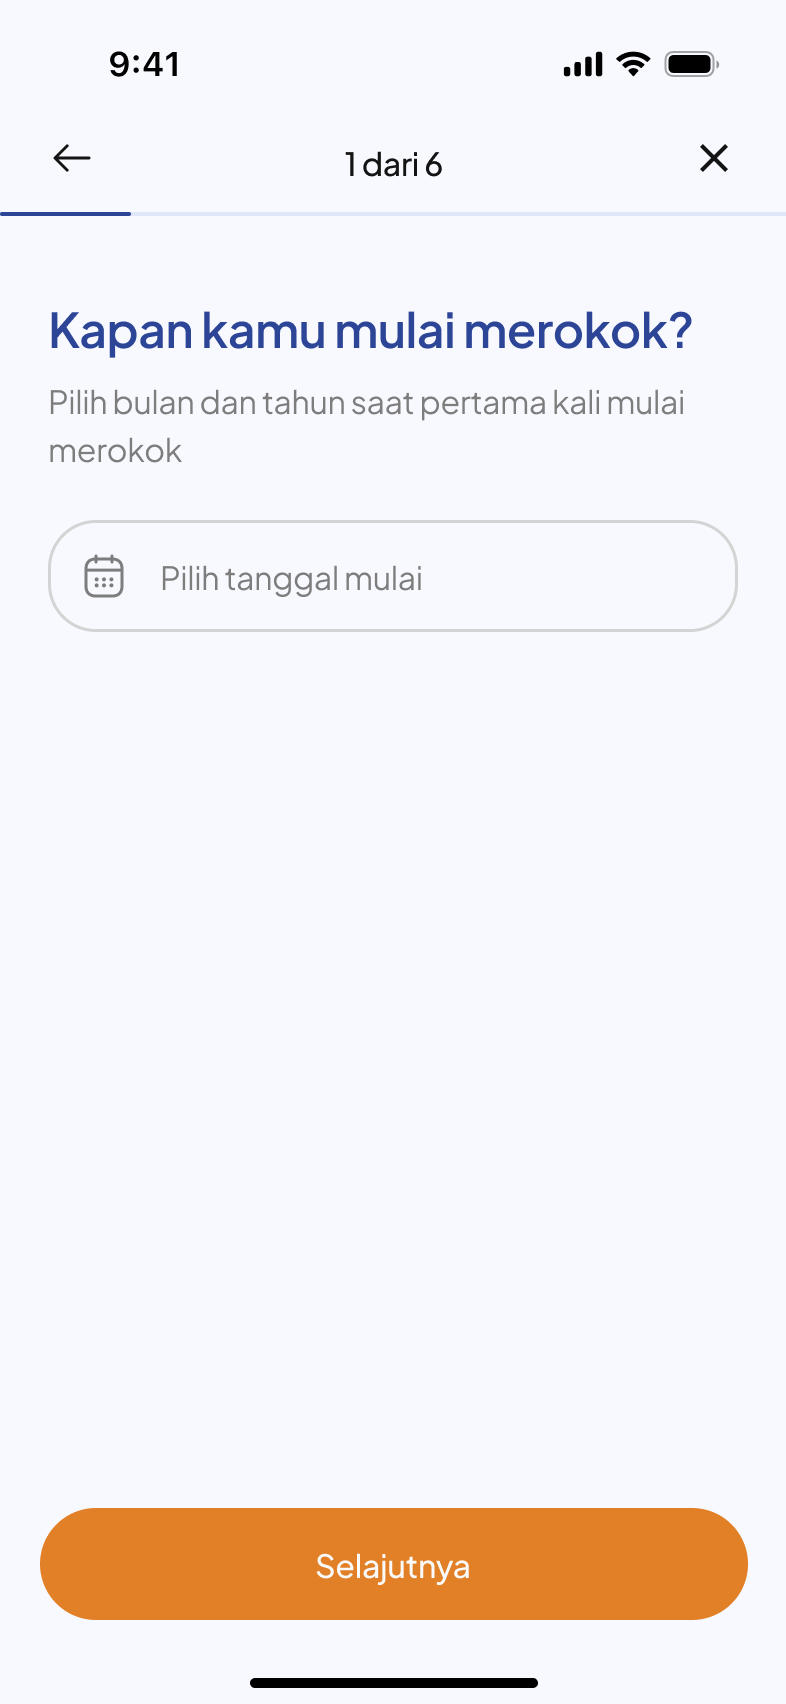 9:41
1 dari 6
Kapan kamu mulai merokok?
Pilih bulan dan tahun saat pertama kali mulai
merokok
Pilih tanggal mulai
Selajutnya